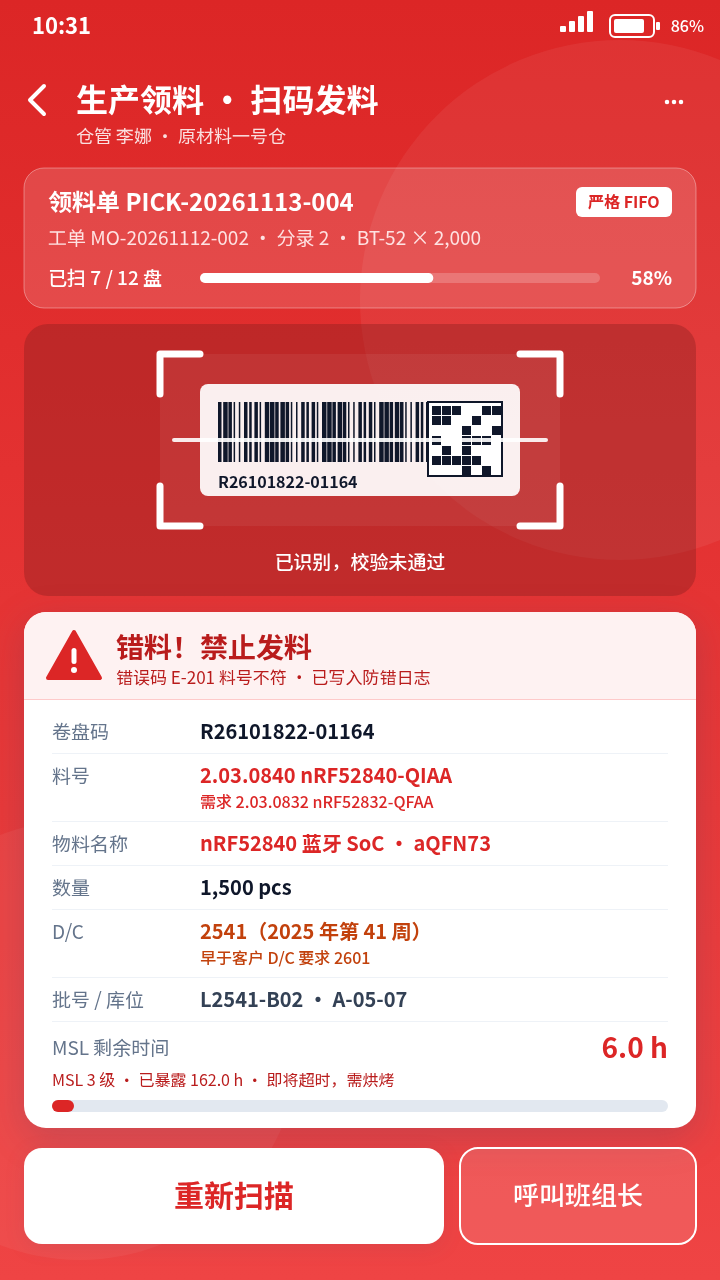 10:31
86%
生产领料 · 扫码发料
仓管 李娜 · 原材料一号仓
领料单 PICK-20261113-004
严格 FIFO
工单 MO-20261112-002 · 分录 2 · BT-52 × 2,000
已扫 7 / 12 盘
58%
R26101822-01164
已识别，校验未通过
错料！禁止发料
错误码 E-201 料号不符 · 已写入防错日志
卷盘码 R26101822-01164
料号 2.03.0840 nRF52840-QIAA
需求 2.03.0832 nRF52832-QFAA
物料名称 nRF52840 蓝牙 SoC · aQFN73
数量 1,500 pcs
D/C 2541（2025 年第 41 周）
早于客户 D/C 要求 2601
批号 / 库位 L2541-B02 · A-05-07
MSL 剩余时间 6.0 h
MSL 3 级 · 已暴露 162.0 h · 即将超时，需烘烤
重新扫描
呼叫班组长